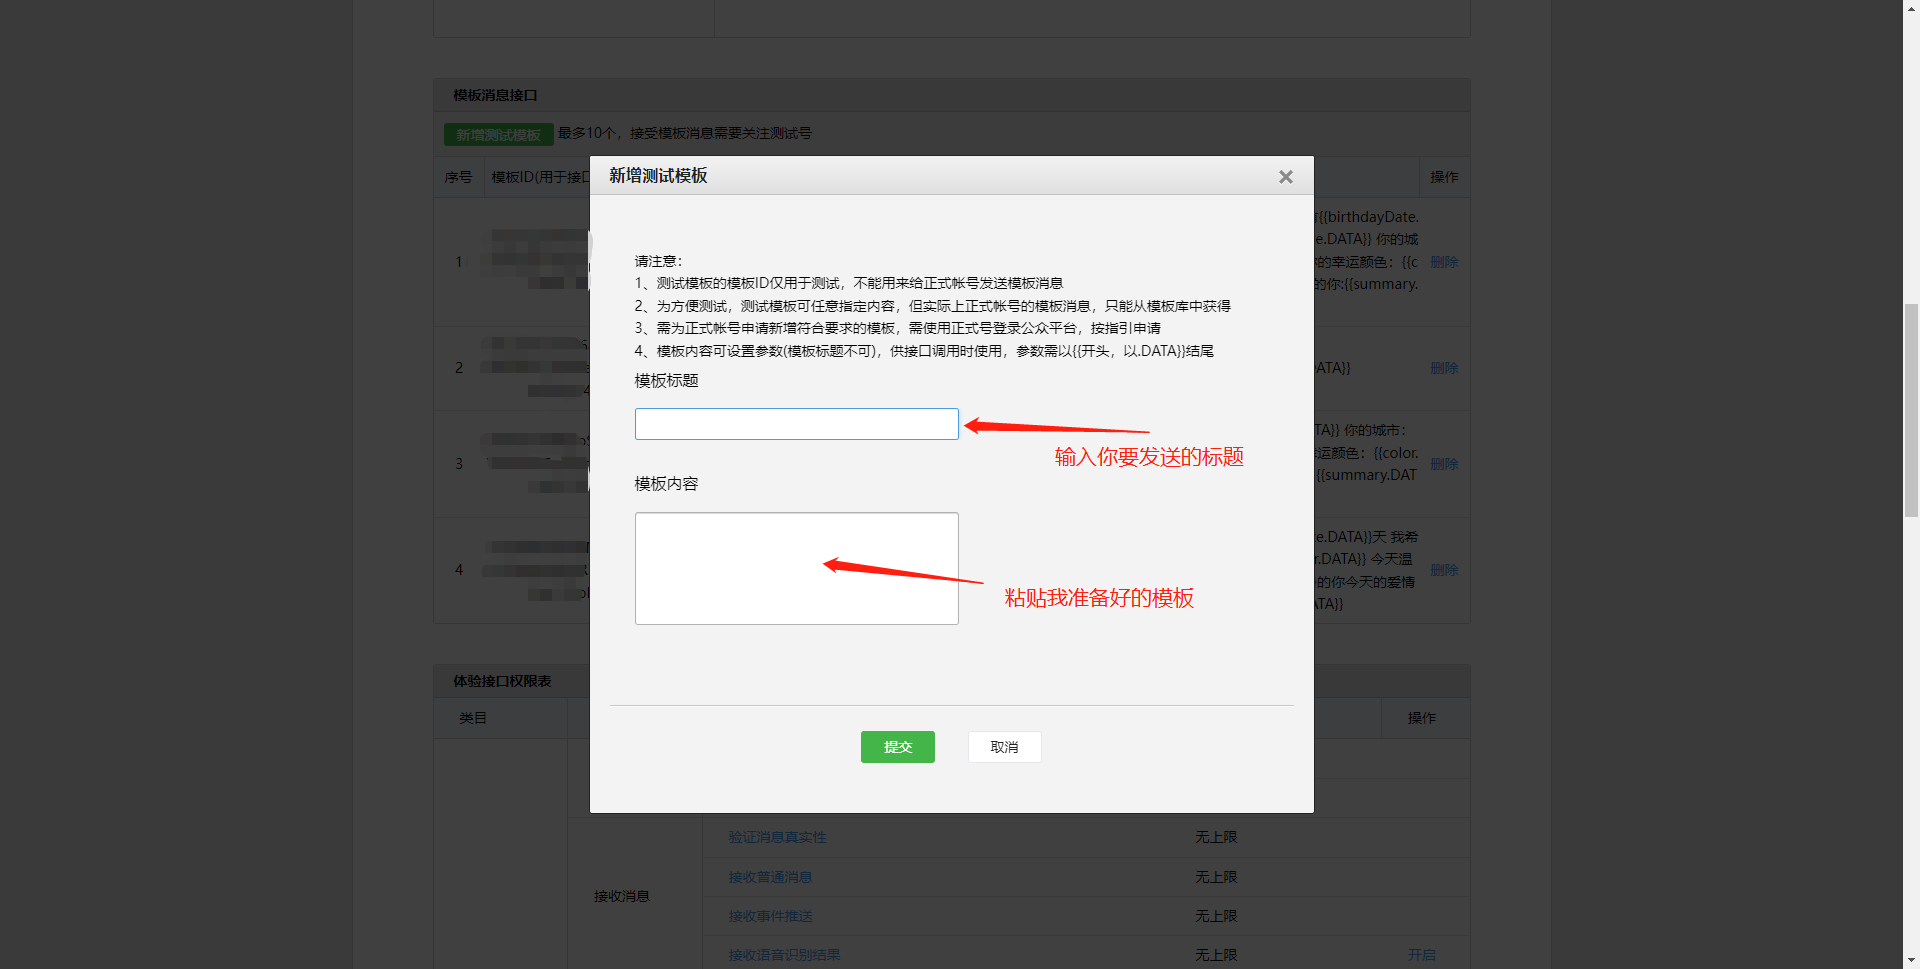 模板消息接口
新增测试模板 最多10个，接受模板消息需要关注测试号
序号 模板ID(用于接口 操作
新增测试模板
请注意：
1、测试模板的模板ID仅用于测试，不能用来给正式帐号发送模板消息
2、为方便测试，测试模板可任意指定内容，但实际上正式帐号的模板消息，只能从模板库中获得
3、需为正式帐号申请新增符合要求的模板，需使用正式号登录公众平台，按指引申请
4、模板内容可设置参数(模板标题不可)，供接口调用时使用，参数需以{{开头，以.DATA}}结尾
模板标题
输入你要发送的标题
模板内容
粘贴我准备好的模板
提交 取消
1
{{birthdayDate.
e.DATA}} 你的城
的幸运颜色：{{c 删除
的你:{{summary.
2 ATA}} 删除
3
TA}} 你的城市：
运颜色：{{color. 删除
{{summary.DAT
4
te.DATA}}天 我希
r.DATA}} 今天温
的你今天的爱情 删除
TA}}
体验接口权限表
类目 操作
接收消息
验证消息真实性 无上限
接收普通消息 无上限
接收事件推送 无上限
接收语音识别结果 无上限 开启